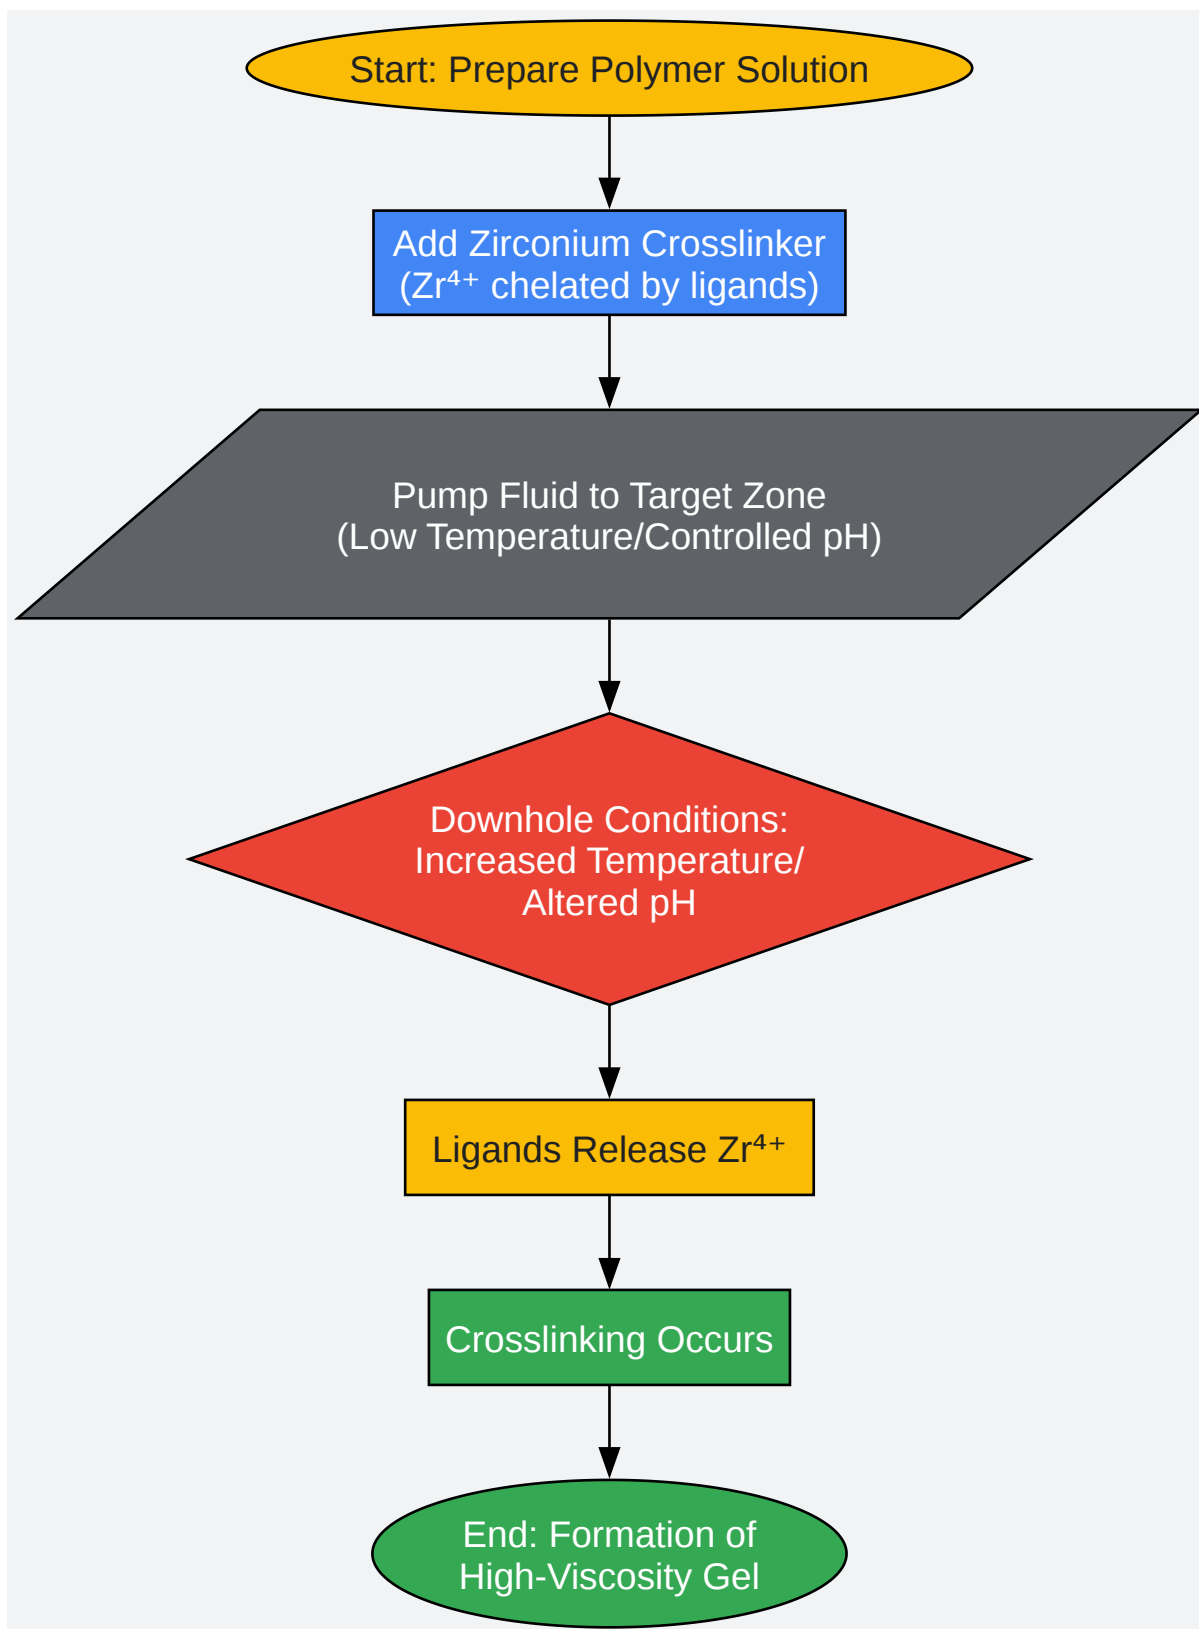 Start: Prepare Polymer Solution
Add Zirconium Crosslinker
(Zr⁴⁺ chelated by ligands)
Pump Fluid to Target Zone
(Low Temperature/Controlled pH)
Downhole Conditions:
Increased Temperature/
Altered pH
Ligands Release Zr⁴⁺
Crosslinking Occurs
End: Formation of
High-Viscosity Gel